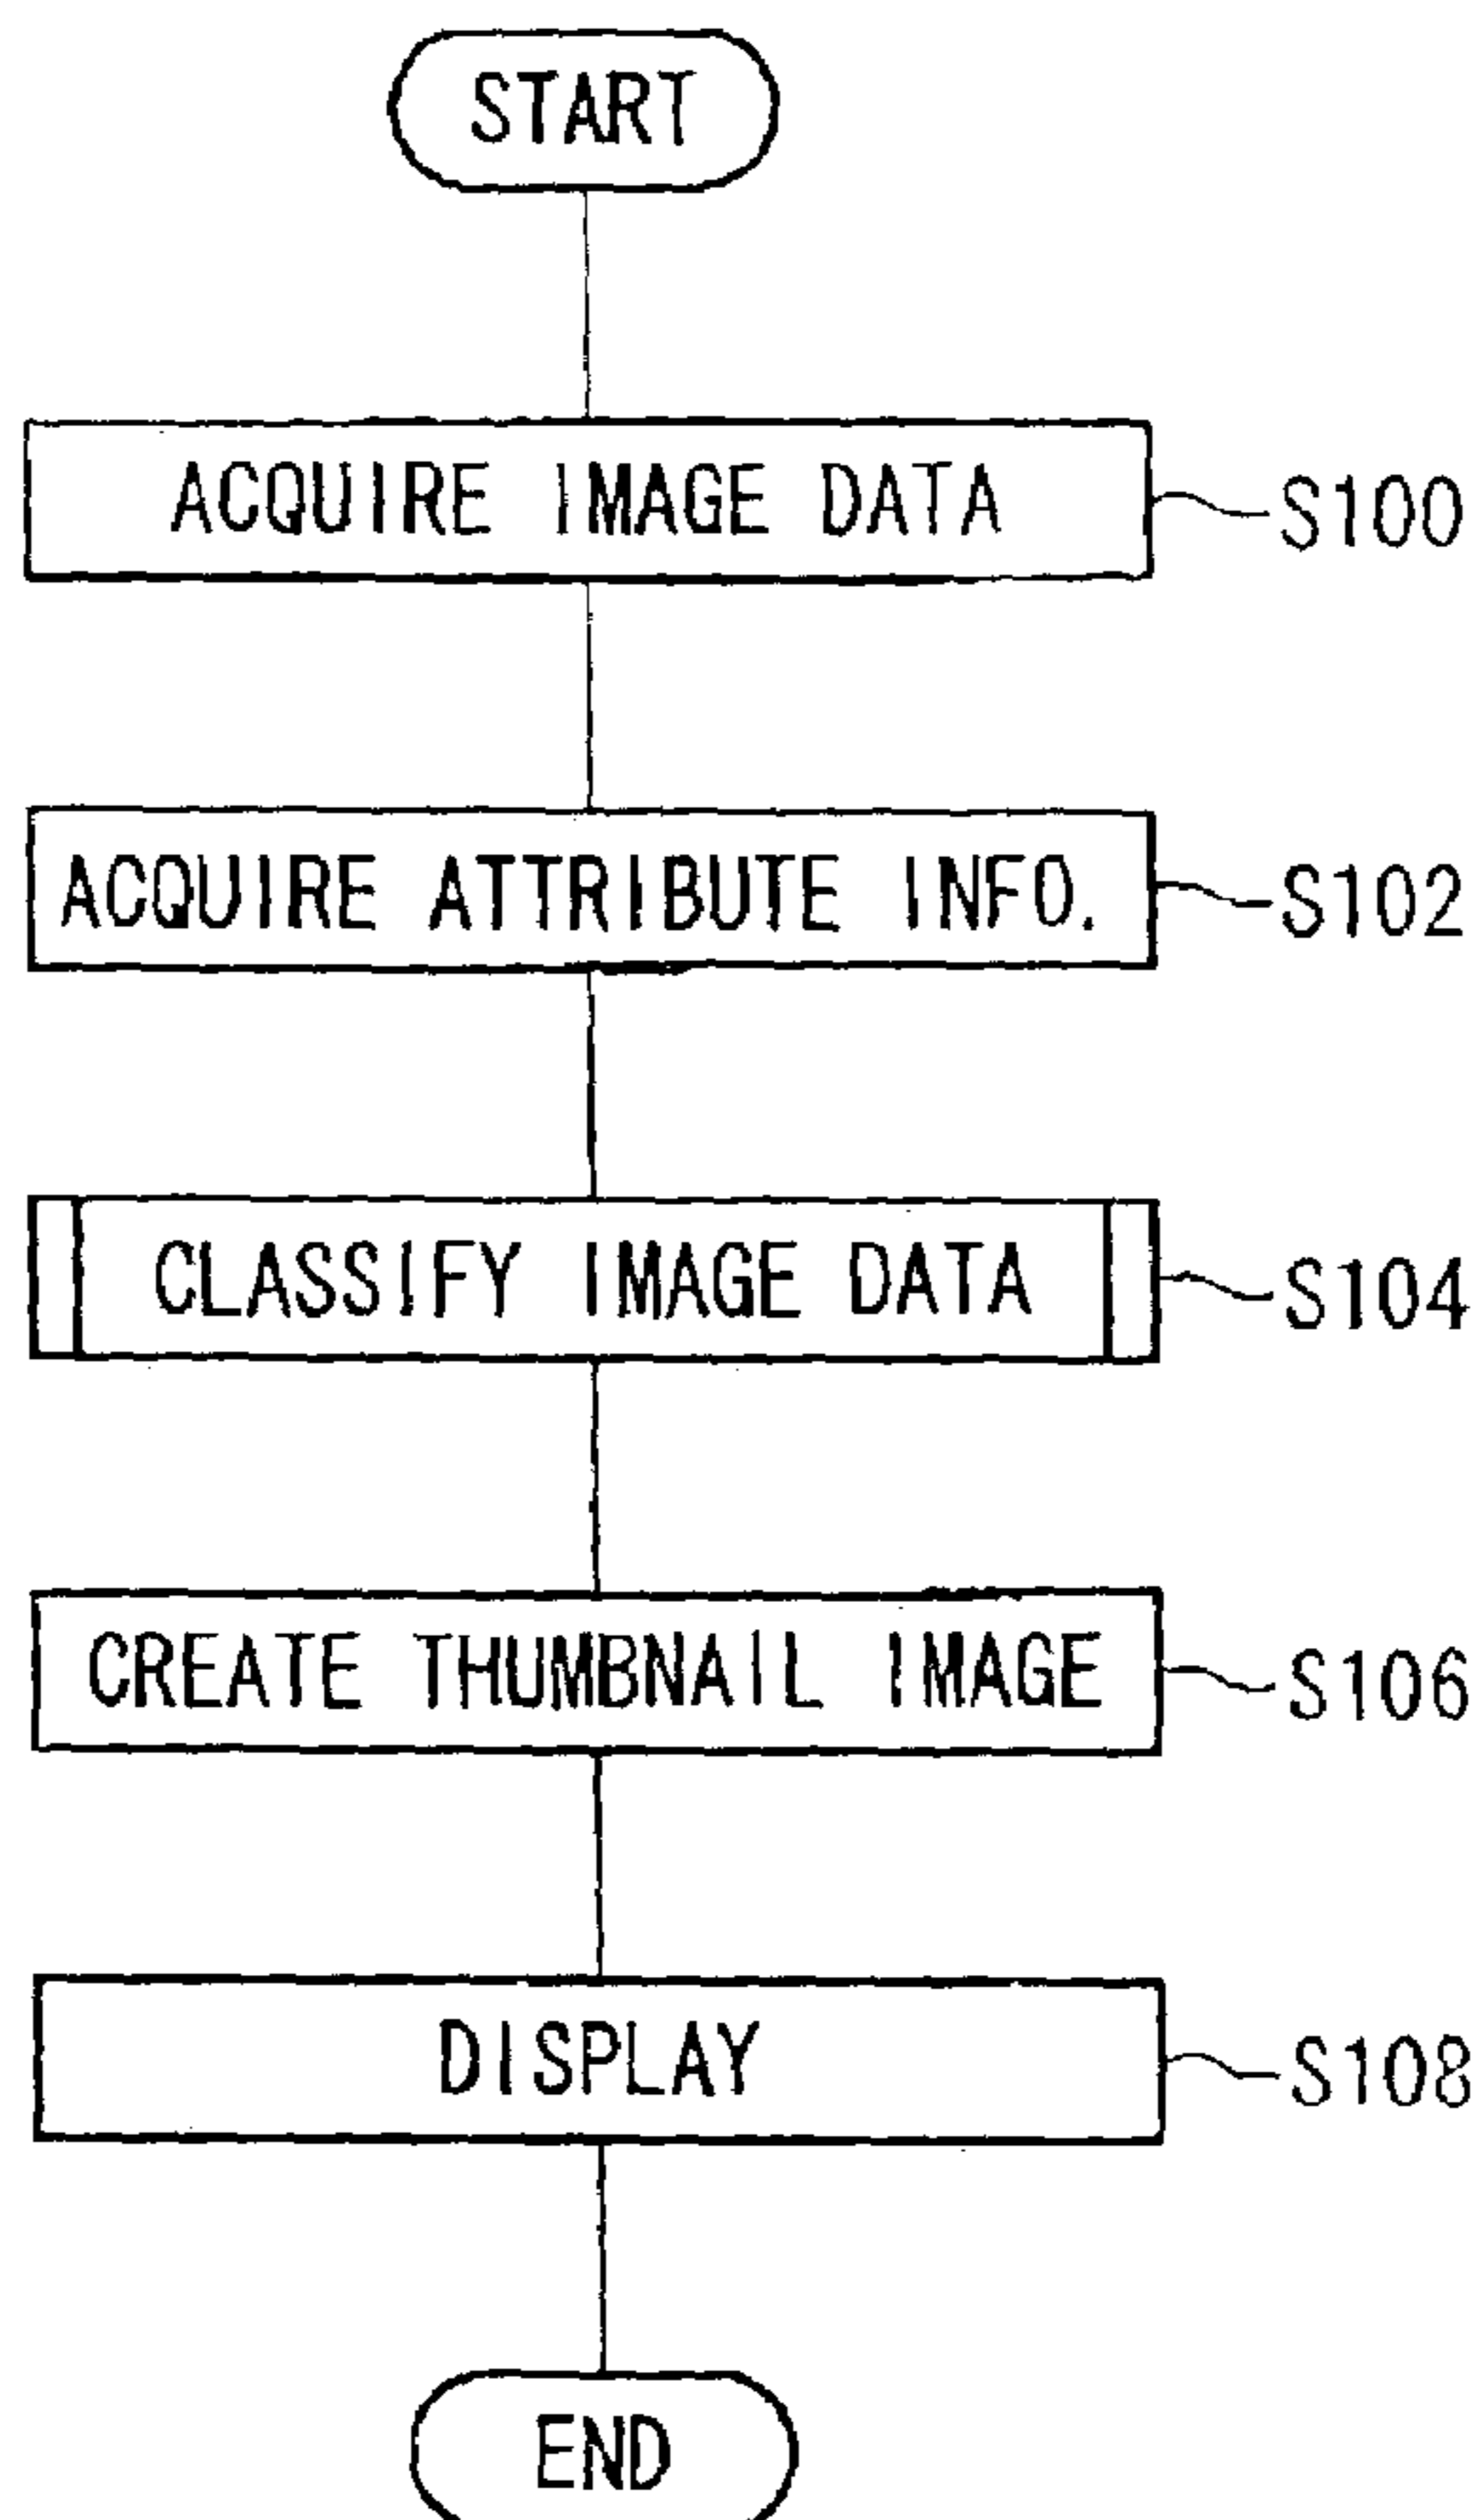 START
ACQUIRE IMAGE DATA S100
ACQUIRE ATTRIBUTE INFO. S102
CLASSIFY IMAGE DATA S104
CREATE THUMBNAIL IMAGE S106
DISPLAY S108
END